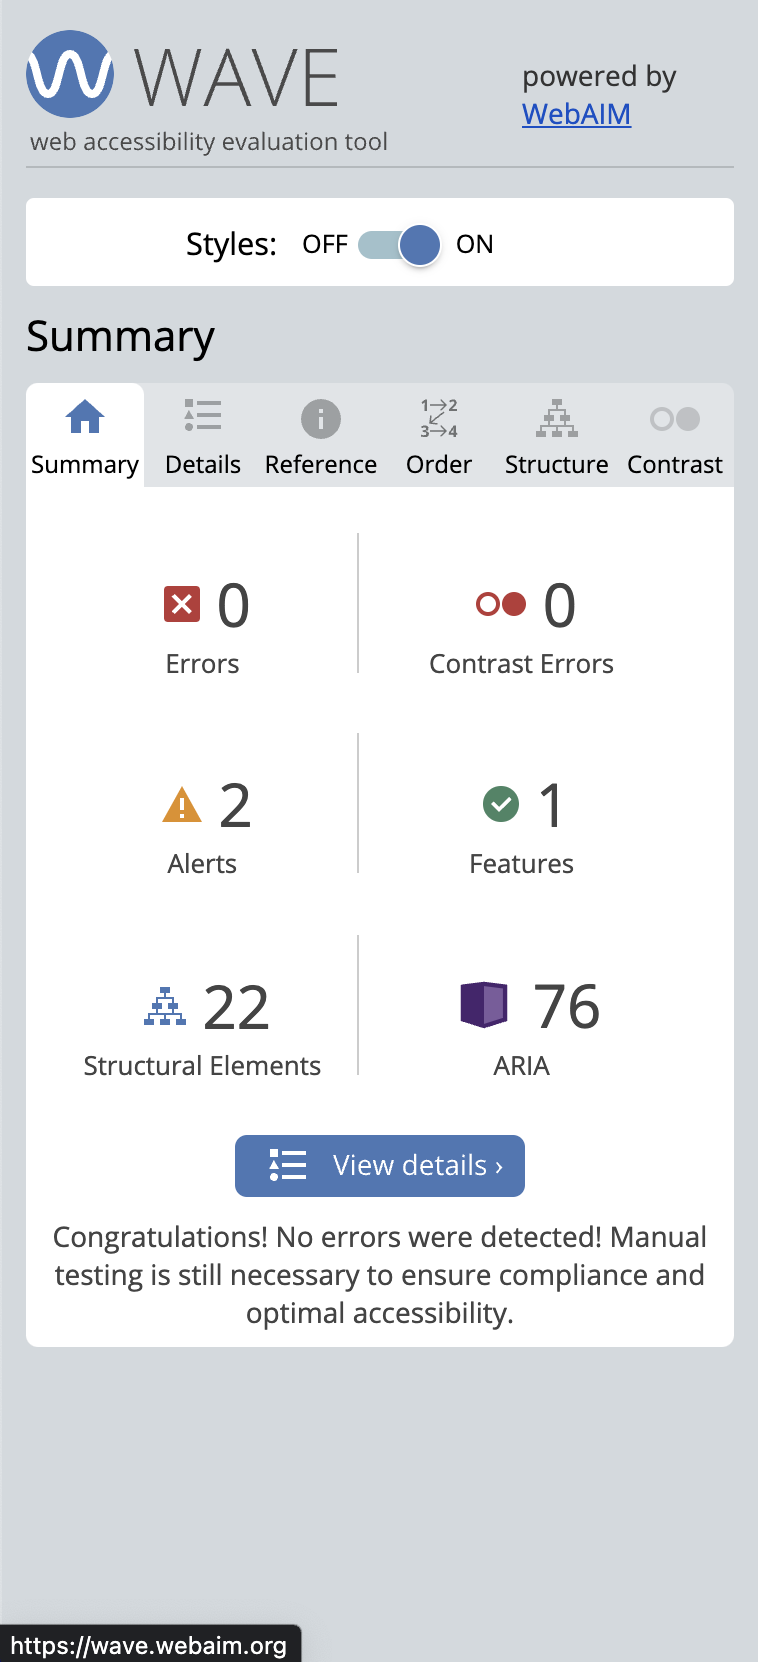 WAVE
powered by
WebAIM
web accessibility evaluation tool
Styles: OFF ON
Summary
1→2
3→4
Summary Details Reference Order Structure Contrast
0 0
Errors Contrast Errors
2 1
Alerts Features
22 76
Structural Elements ARIA
View details ›
Congratulations! No errors were detected! Manual
testing is still necessary to ensure compliance and
optimal accessibility.
https://wave.webaim.org